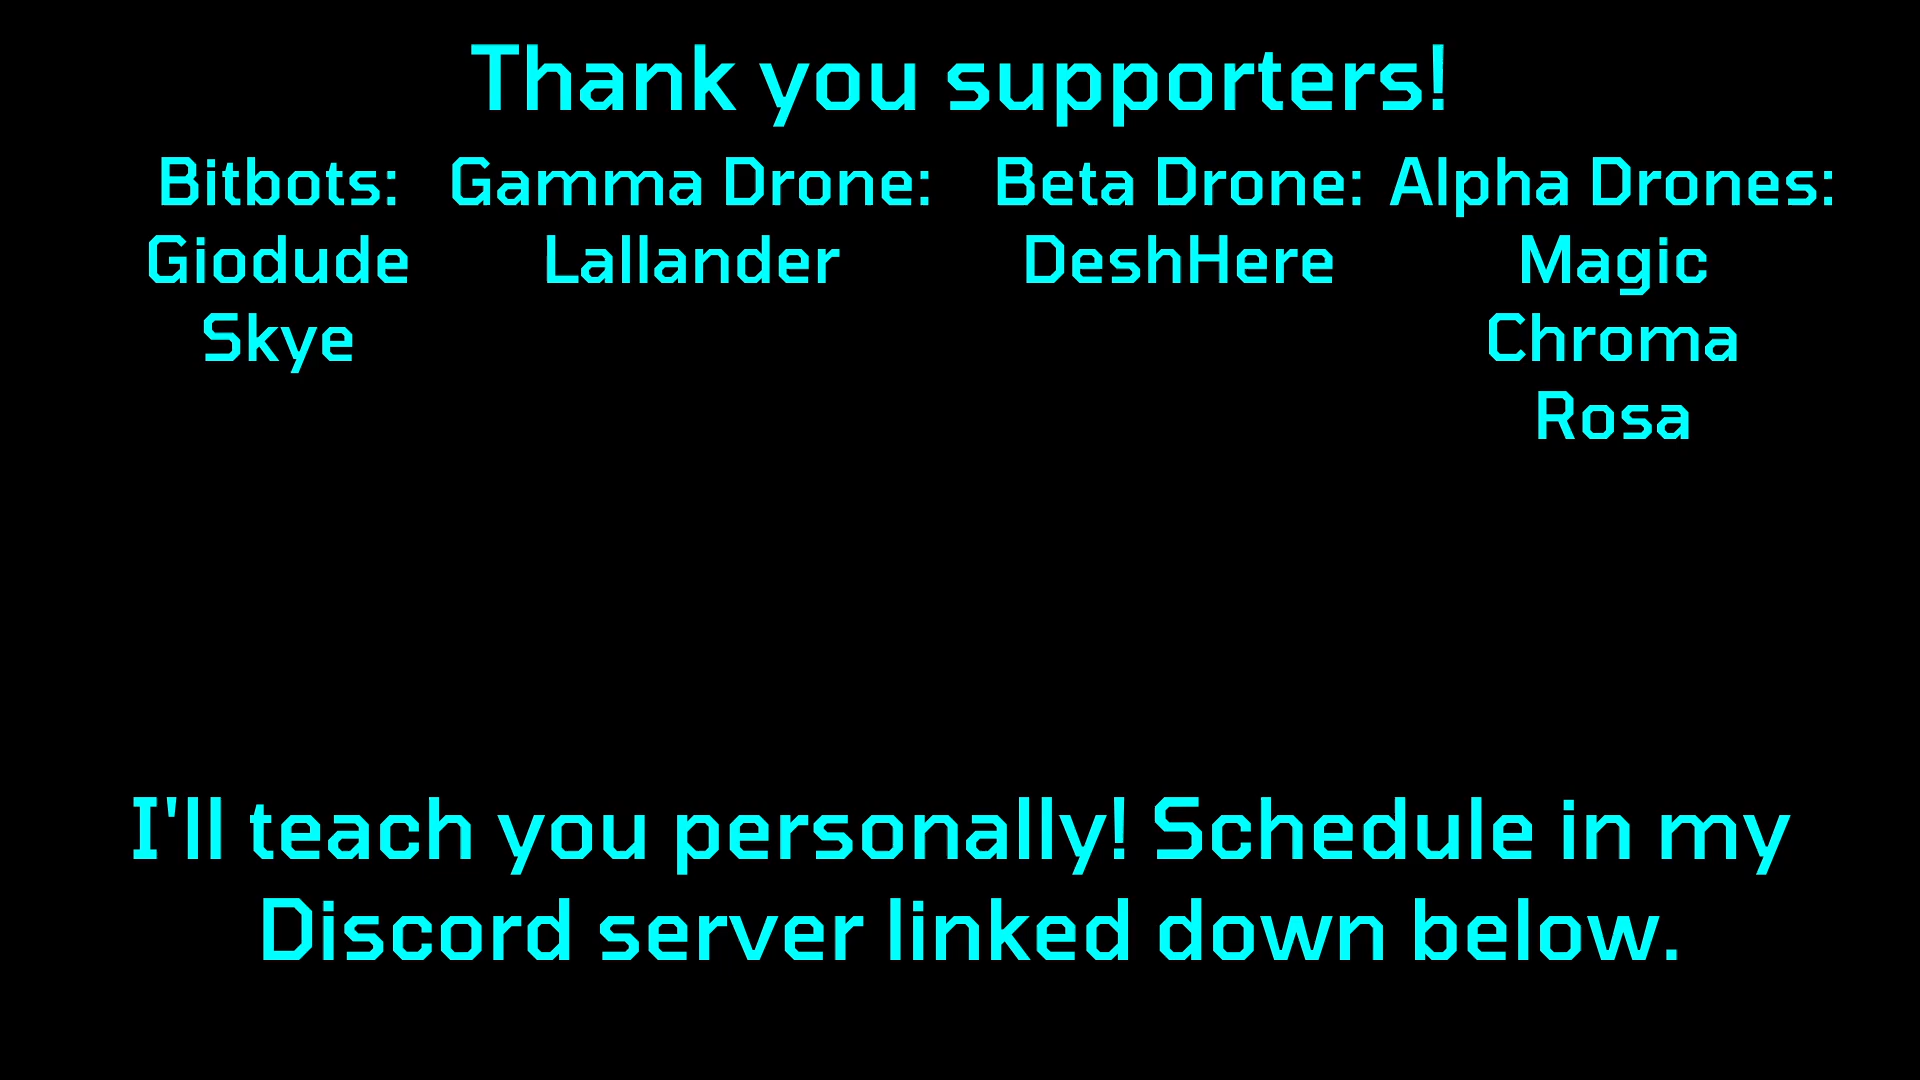 Thank you supporters!
Bitbots: Gamma Drone: Beta Drone: Alpha Drones:
Giodude Lallander DeshHere Magic
Skye Chroma
Rosa
I'll teach you personally! Schedule in my
Discord server linked down below.